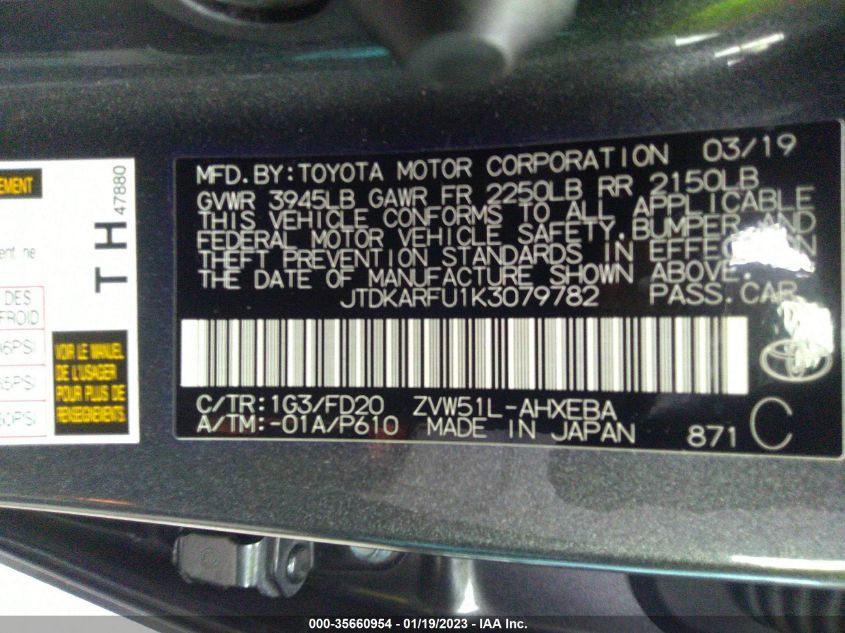 EMENT
ent ne
DES
FROID
VOIR LE MANUEL
DE L'USAGER
POUR PLUS DE
RENSEIGNEMENTS
TH
47880
MFD.BY:TOYOTA MOTOR CORPORATION 03/19
GVWR 3945LB GAWR FR 2250LB RR 2150LB
THIS VEHICLE CONFORMS TO ALL APPLICABLE
FEDERAL MOTOR VEHICLE SAFETY,BUMPER AND
THEFT PREVENTION STANDARDS IN EFFECT ON
THE DATE OF MANUFACTURE SHOWN ABOVE.
JTDKARFU1K3079782 PASS.CAR
C/TR:1G3/FD20 ZVW51L-AHXEBA
A/TM:-01A/P610 MADE IN JAPAN 871 C
000-35660954 - 01/19/2023 - IAA Inc.